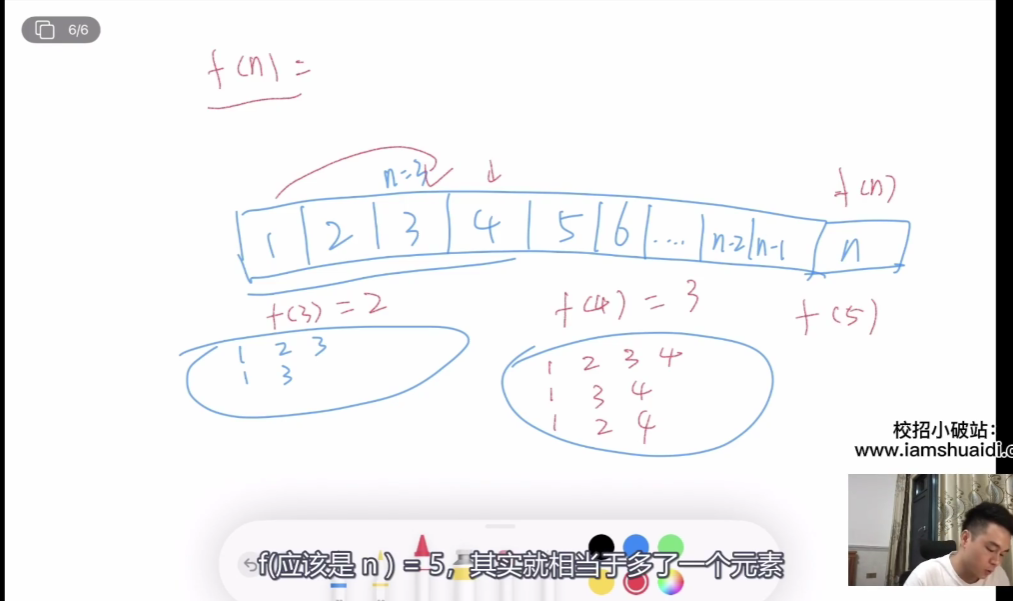 6/6
f(n) =
n=3
↓
f(n)
1 2 3 4 5 6 .... n-2 n-1 n
f(3) = 2
f(4) = 3
f(5)
1 2 3
1 3
1 2 3 4
1 3 4
1 2 4
校招小破站:
www.iamshuaidi.c
f(应该是 n ) = 5，其实就相当于多了一个元素